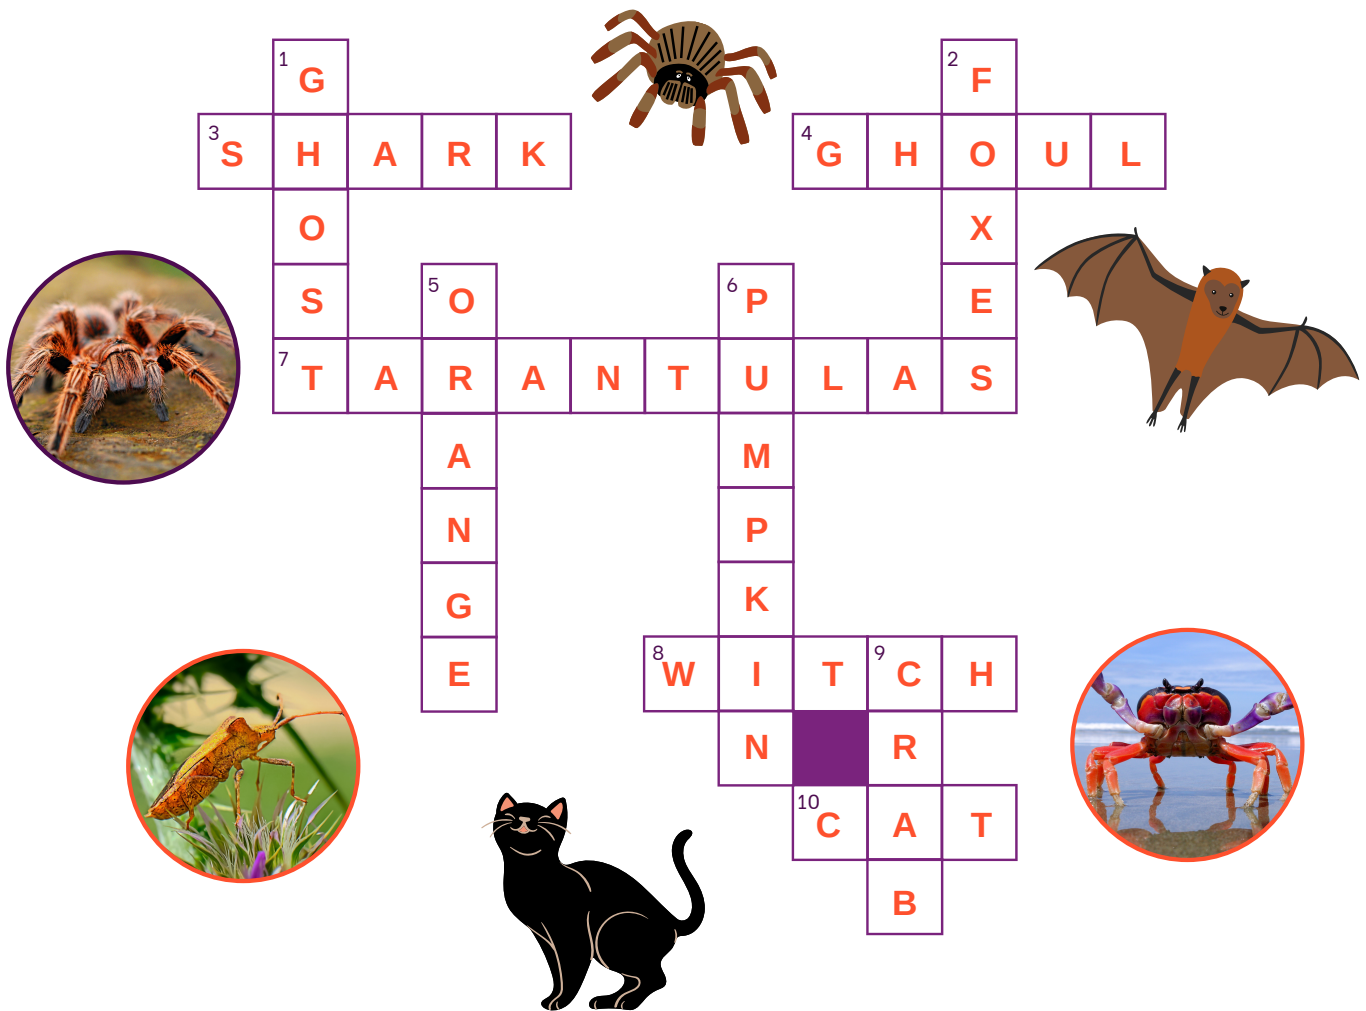 1 G 2 F
3 S H A R K 4 G H O U L
O X
S 5 O 6 P E
7 T A R A N T U L A S
A M
N P
G K
E 8 W I T 9 C H
N R
10 C A T
B